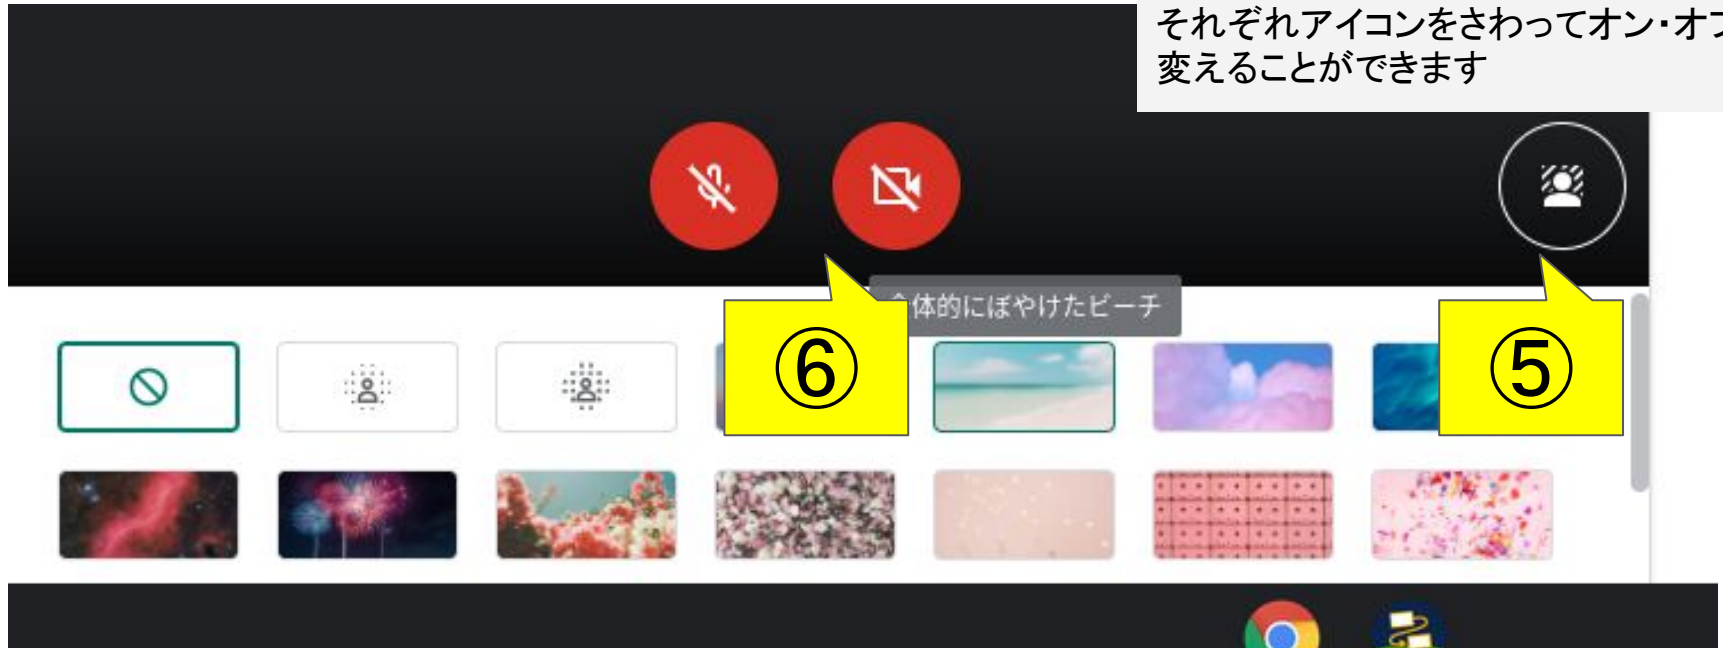 それぞれアイコンをさわってオン・オフ
変えることができます
体的にぼやけたビーチ
⑥
⑤